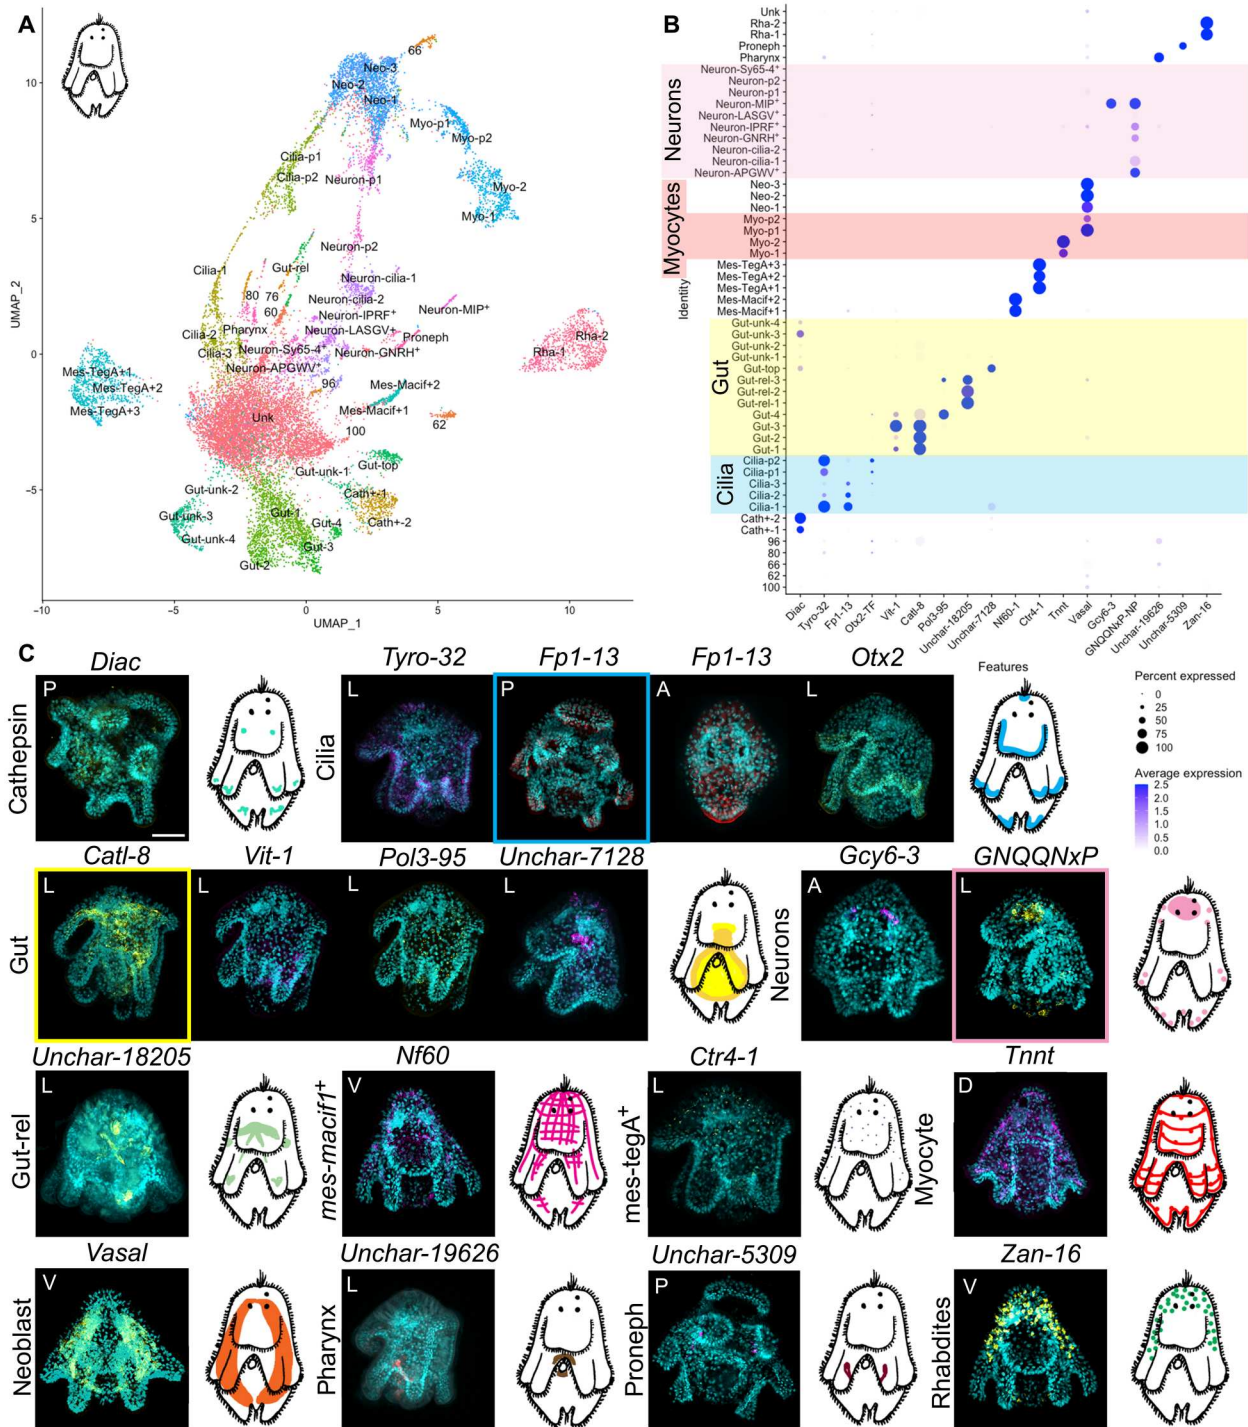 A
66
Neo-3
Neo-2
Neo-1
Myo-p1
Myo-p2
Cilia-p1
Cilia-p2
Neuron-p1
Myo-2
Myo-1
Neuron-p2
Cilia-1
Gut-rel
Neuron-cilia-1
80
76
60
Neuron-cilia-2
Neuron-IPRF⁺
Neuron-MIP⁺
Pharynx
Neuron-LASGV⁺
Proneph
Cilia-2
Cilia-3
Neuron-Sy65-4⁺
Neuron-GNRH⁺
Neuron-APGWV⁺
Rha-2
Rha-1
96
Mes-Macif+2
Mes-TegA+1
Mes-TegA+2
Mes-TegA+3
Mes-Macif+1
Unk
62
100
Gut-top
Gut-unk-1
Gut-unk-2
Cath+-1
Gut-unk-3
Gut-1
Gut-4
Cath+-2
Gut-unk-4
Gut-3
Gut-2
UMAP_2
10
5
0
−5
−10
−5
0
5
10
UMAP_1
B
Unk
Rha-2
Rha-1
Proneph
Pharynx
Neuron-Sy65-4⁺
Neuron-p2
Neuron-p1
Neuron-MIP⁺
Neuron-LASGV⁺
Neuron-IPRF⁺
Neuron-GNRH⁺
Neuron-cilia-2
Neuron-cilia-1
Neuron-APGWV⁺
Neo-3
Neo-2
Neo-1
Myo-p2
Myo-p1
Myo-2
Myo-1
Mes-TegA+3
Mes-TegA+2
Mes-TegA+1
Mes-Macif+2
Mes-Macif+1
Gut-unk-4
Gut-unk-3
Gut-unk-2
Gut-unk-1
Gut-top
Gut-rel-3
Gut-rel-2
Gut-rel-1
Gut-4
Gut-3
Gut-2
Gut-1
Cilia-p2
Cilia-p1
Cilia-3
Cilia-2
Cilia-1
Cath+-2
Cath+-1
96
80
66
62
100
Neurons
Myocytes
Gut
Cilia
Identity
Diac
Tyro-32
Fp1-13
Otx2-TF
Vit-1
Catl-8
Pol3-95
Unchar-18205
Unchar-7128
Nf60-1
Ctr4-1
Tnnt
Vasal
Gcy6-3
GNQQNxP-NP
Unchar-19626
Unchar-5309
Zan-16
Features
Percent expressed
0
25
50
75
100
Average expression
2.5
2.0
1.5
1.0
0.5
0.0
C
Diac
Tyro-32
Fp1-13
Fp1-13
Otx2
Cathepsin
P
Cilia
L
P
A
L
Catl-8
Vit-1
Pol3-95
Unchar-7128
Gcy6-3
GNQQNxP
Gut
L
L
L
L
Neurons
A
L
Unchar-18205
Nf60
Ctr4-1
Tnnt
Gut-rel
L
mes-macif1⁺
V
mes-tegA⁺
L
Myocyte
D
Vasal
Unchar-19626
Unchar-5309
Zan-16
Neoblast
V
Pharynx
L
Proneph
P
Rhabdites
V